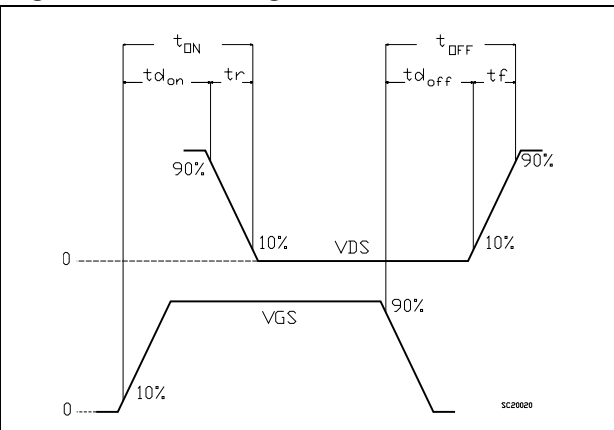 tON tOFF
tdon tr tdoff tf
90% 90%
10% VDS 10%
0
VGS 90%
10%
0
SC20020